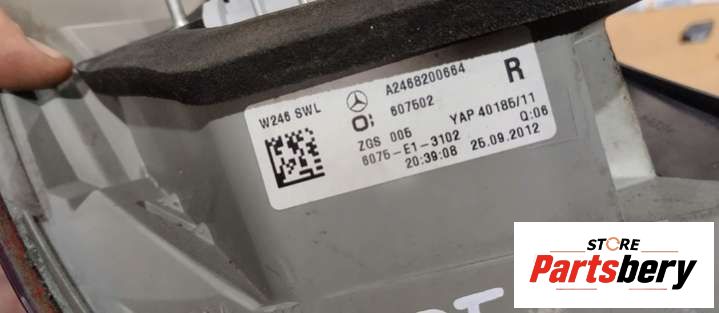 W246 SWL
A2468200664
R
O: 607502
ZGS 005
YAP 40185/11
6075-E1-3102
Q:06
20:39:08 25.09.2012
STORE
Partsbery